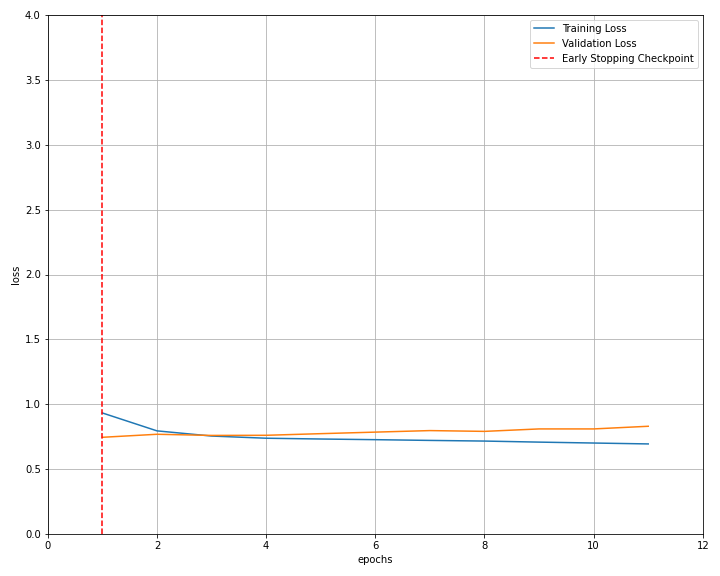 4.0
3.5
3.0
2.5
2.0
1.5
1.0
0.5
0.0
loss
0 2 4 6 8 10 12
epochs
Training Loss
Validation Loss
Early Stopping Checkpoint